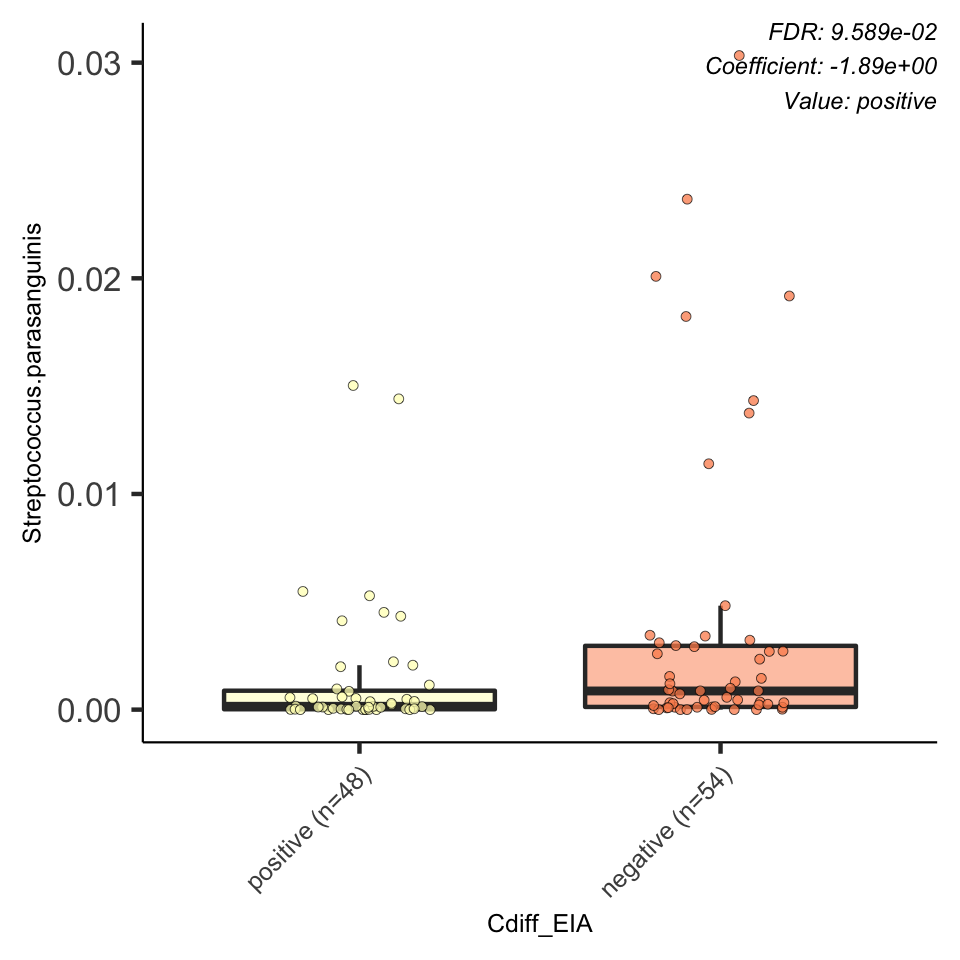 FDR: 9.589e-02
Coefficient: -1.89e+00
Value: positive
0.03
0.02
0.01
0.00
Streptococcus.parasanguinis
positive (n=48)
negative (n=54)
Cdiff_EIA